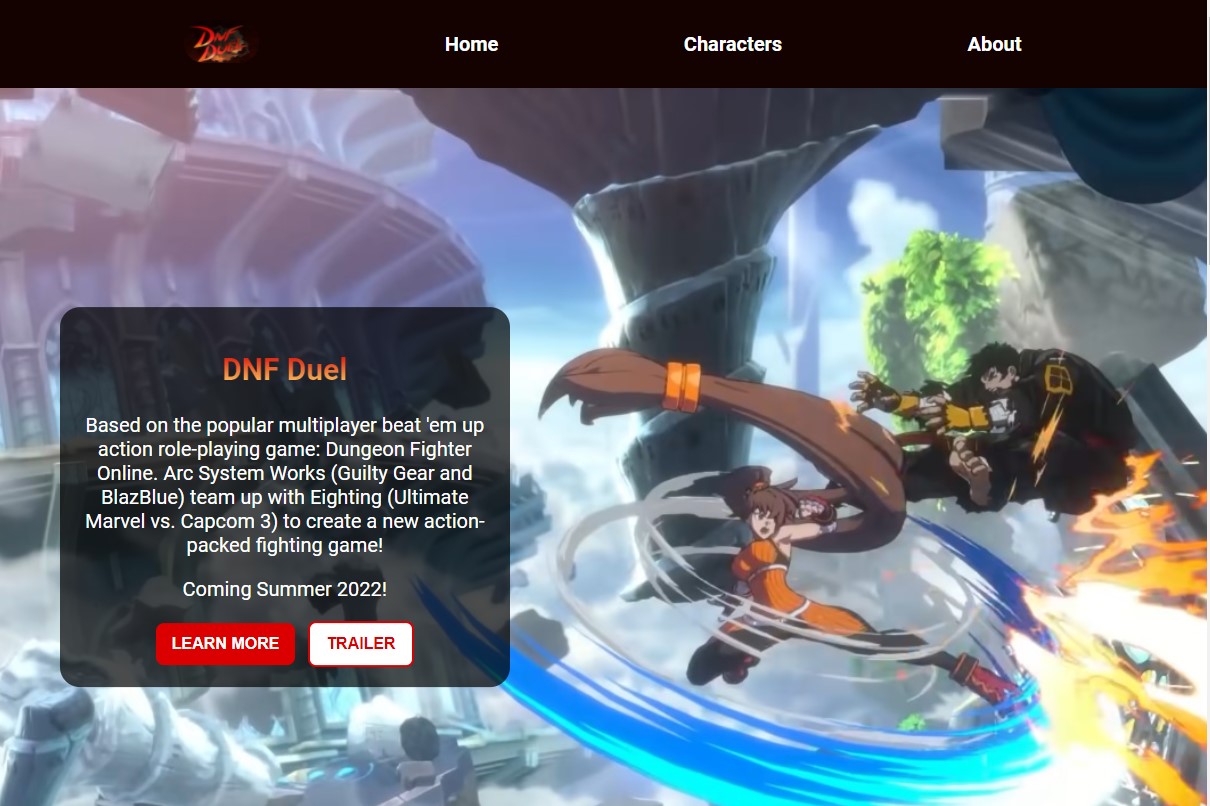 DNF
DUEL
Home
Characters
About
DNF Duel
Based on the popular multiplayer beat 'em up
action role-playing game: Dungeon Fighter
Online. Arc System Works (Guilty Gear and
BlazBlue) team up with Eighting (Ultimate
Marvel vs. Capcom 3) to create a new action-
packed fighting game!
Coming Summer 2022!
LEARN MORE
TRAILER